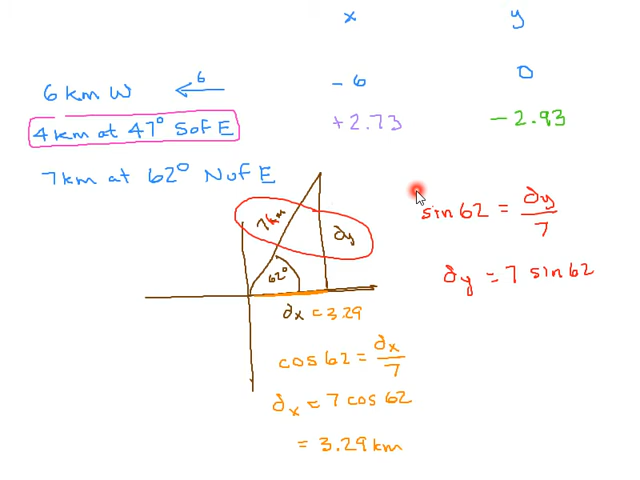 x y
6 km W 6 -6 0
4 km at 47° S of E +2.73 -2.93
7 km at 62° N of E
7 km dy
62°
dx = 3.29
cos 62 = dx/7
dx = 7 cos 62
= 3.29 km
sin 62 = dy/7
dy = 7 sin 62